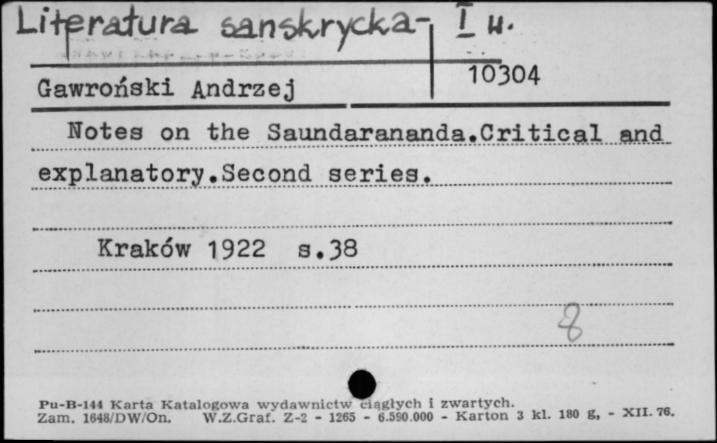 Literatura sanskrycka - I w.
10304
Gawroński Andrzej
Notes on the Saundarananda.Critical and
explanatory.Second series.
Kraków 1922 s.38
8
Pu-B-144 Karta Katalogowa wydawnictw ciągłych i zwartych.
Zam. 1648/DW/On. W.Z.Graf. Z-2 - 1265 - 6.590.000 - Karton 3 kl. 180 g, - XII. 76.